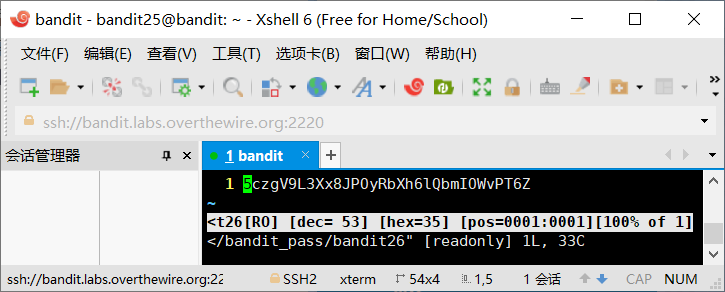 bandit - bandit25@bandit: ~ - Xshell 6 (Free for Home/School)
文件(F) 编辑(E) 查看(V) 工具(T) 选项卡(B) 窗口(W) 帮助(H)
ssh://bandit.labs.overthewire.org:2220
会话管理器
1 bandit
1 5czgV9L3Xx8JPOyRbXh6lQbmIOWvPT6Z
~
<t26[RO] [dec= 53] [hex=35] [pos=0001:0001][100% of 1]
</bandit_pass/bandit26" [readonly] 1L, 33C
ssh://bandit.labs.overthewire.org:22 SSH2 xterm 54x4 1,5 1 会话 CAP NUM